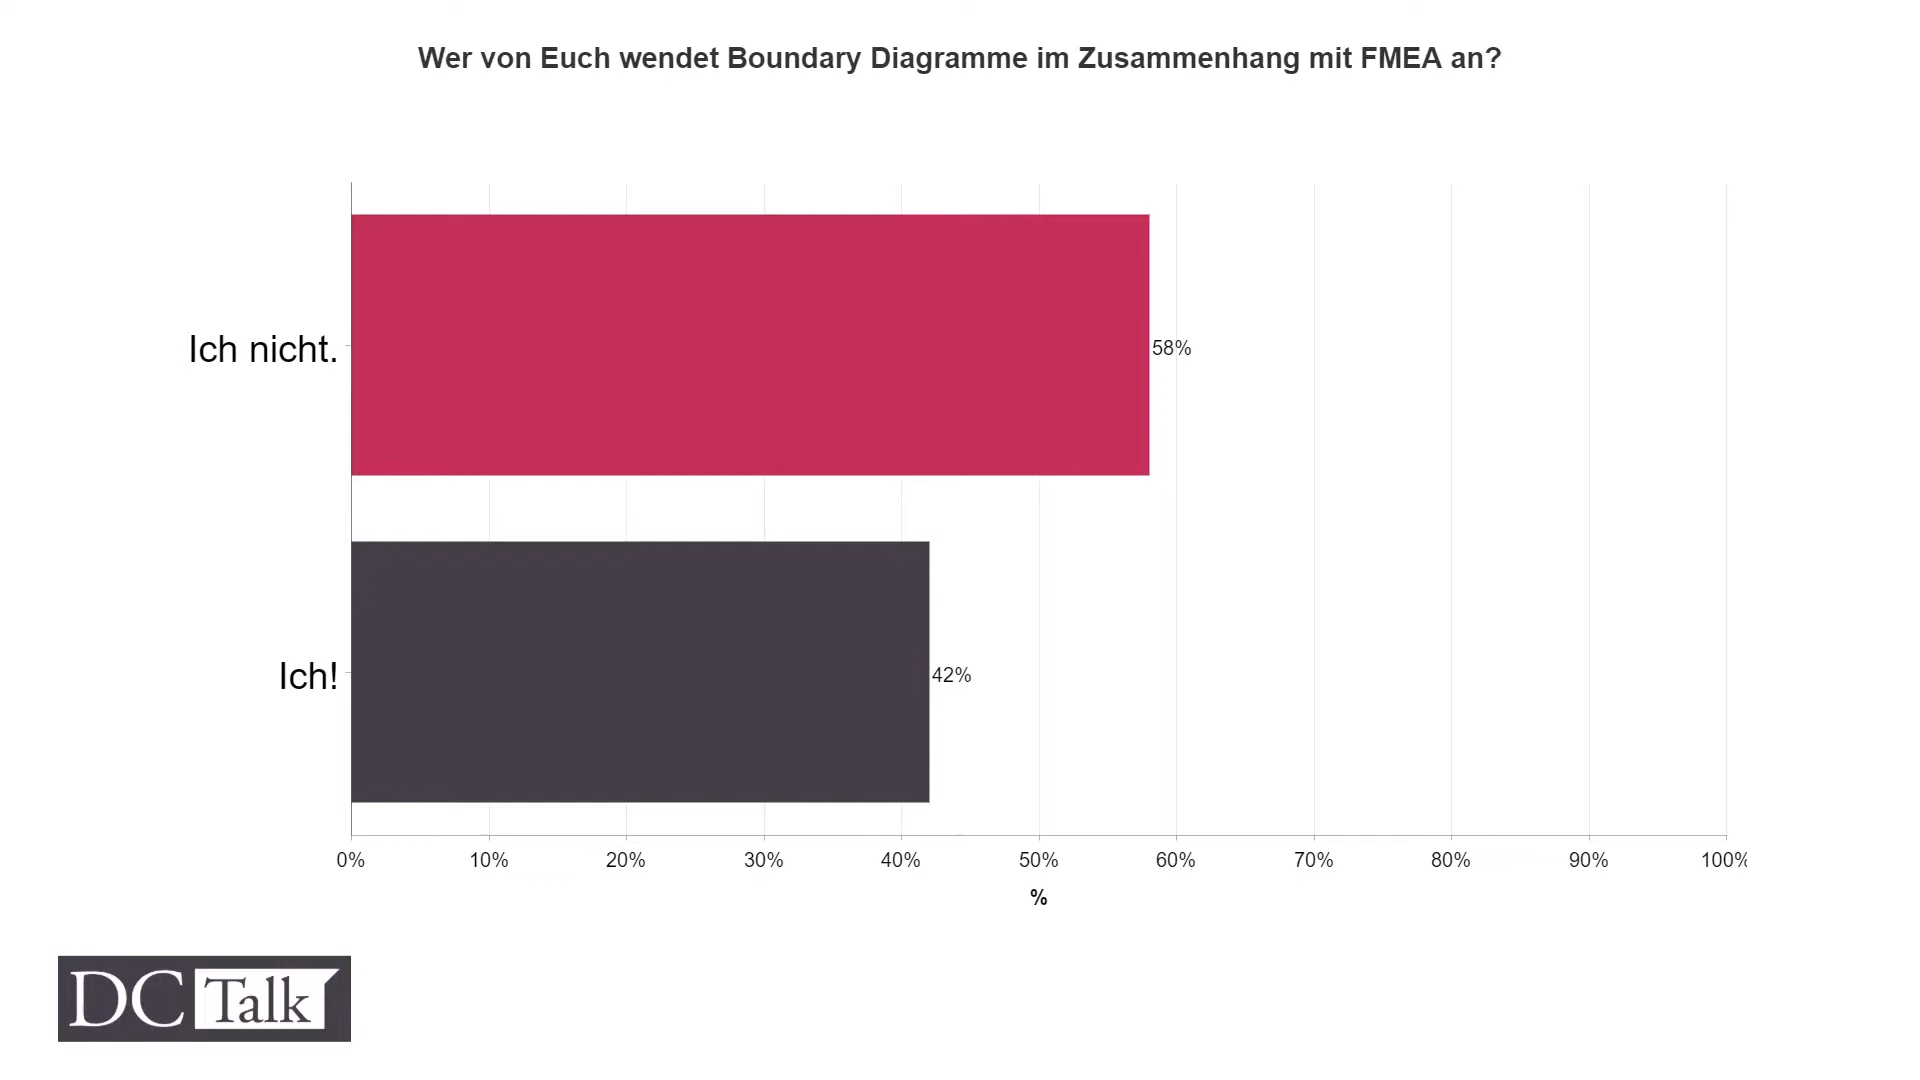 Wer von Euch wendet Boundary Diagramme im Zusammenhang mit FMEA an?
Ich nicht.
58%
Ich!
42%
0% 10% 20% 30% 40% 50% 60% 70% 80% 90% 100%
%
DC Talk